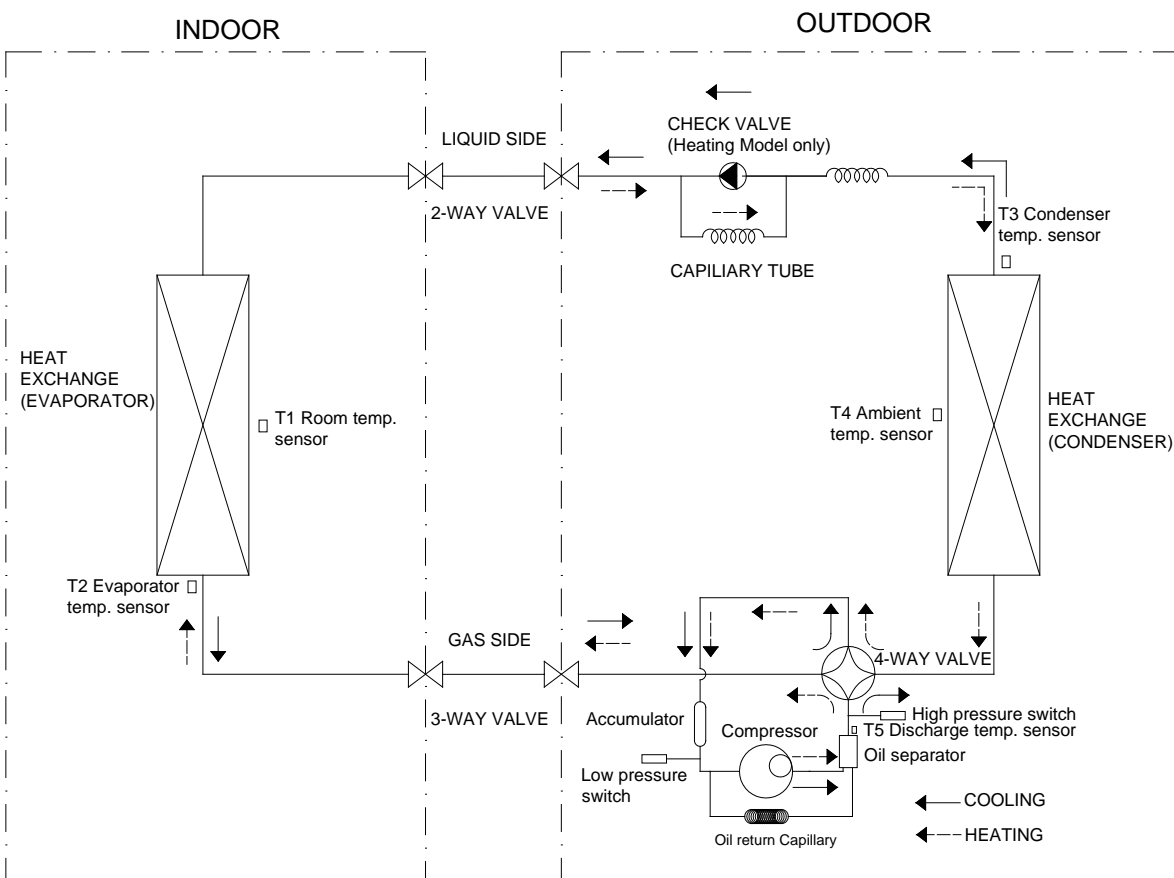 INDOOR
OUTDOOR
CHECK VALVE
(Heating Model only)
LIQUID SIDE
2-WAY VALVE
T3 Condenser
temp. sensor
CAPILIARY TUBE
HEAT
EXCHANGE
(EVAPORATOR)
T1 Room temp.
sensor
T4 Ambient
temp. sensor
HEAT
EXCHANGE
(CONDENSER)
T2 Evaporator
temp. sensor
GAS SIDE
4-WAY VALVE
3-WAY VALVE
Accumulator
Compressor
High pressure switch
T5 Discharge temp. sensor
Oil separator
Low pressure
switch
COOLING
HEATING
Oil return Capillary